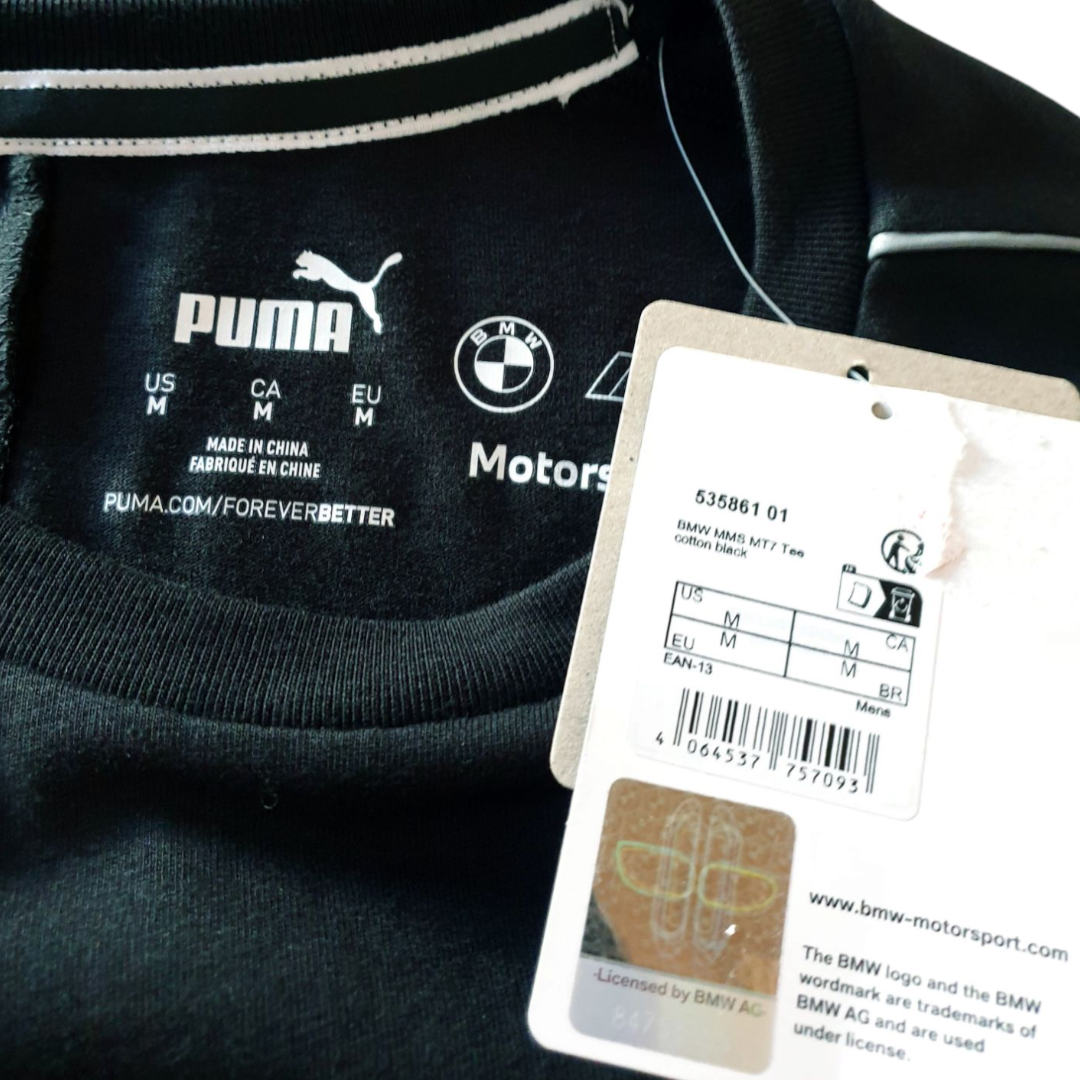 PUMA
US CA EU
M M M
MADE IN CHINA
FABRIQUÉ EN CHINE
PUMA.COM/FOREVERBETTER
BMW
Motors
535861 01
BMW MMS MT7 Tee
cotton black
US M M CA
EU M M BR
EAN-13
Mens
4 064537 757093
-Licensed by BMW AG-
847
www.bmw-motorsport.com
The BMW logo and the BMW
wordmark are trademarks of
BMW AG and are used
under license.